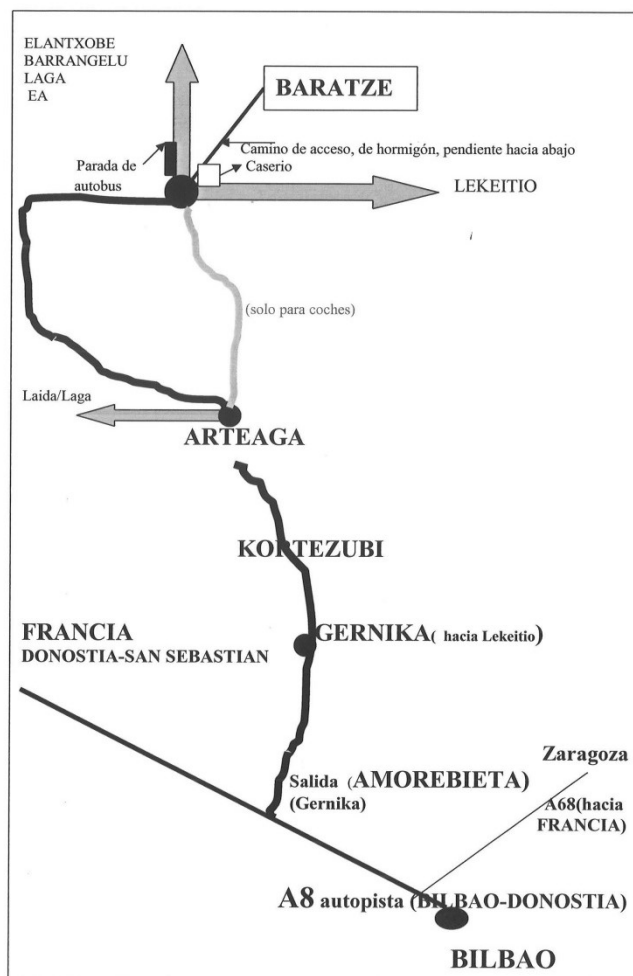 ELANTXOBE
BARRANGELU
LAGA
EA
BARATZE
Camino de acceso, de hormigón, pendiente hacia abajo
Parada de
autobus
Caserio
LEKEITIO
(solo para coches)
Laida/Laga
ARTEAGA
KORTEZUBI
FRANCIA
DONOSTIA-SAN SEBASTIAN
GERNIKA( hacia Lekeitio)
Zaragoza
Salida (AMOREBIETA)
(Gernika)
A68(hacia
FRANCIA)
A8 autopista (BILBAO-DONOSTIA)
BILBAO